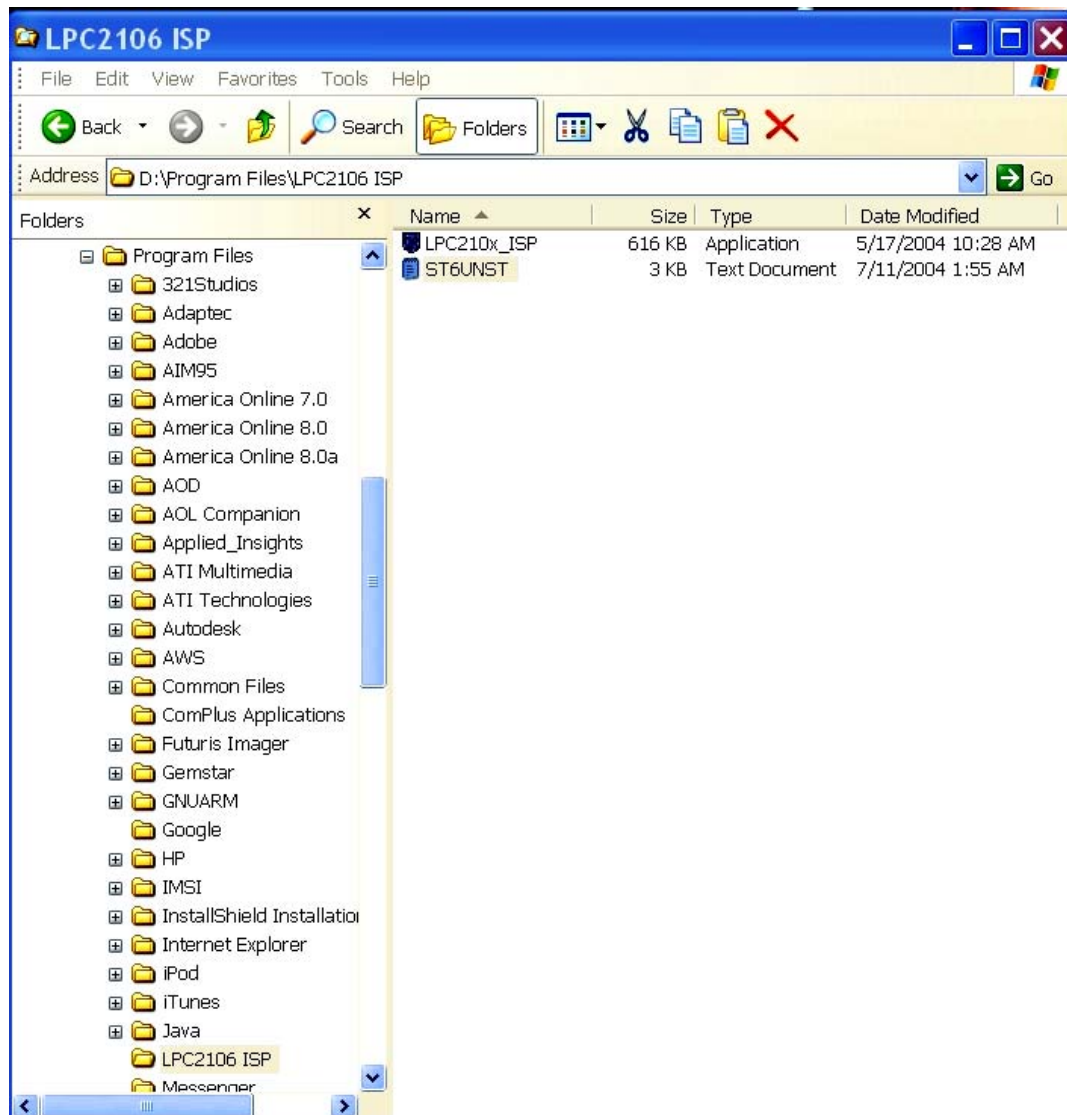 LPC2106 ISP
File Edit View Favorites Tools Help
Back Search Folders
Address D:\Program Files\LPC2106 ISP Go
Folders x
Name Size Type Date Modified
LPC210x_ISP 616 KB Application 5/17/2004 10:28 AM
ST6UNST 3 KB Text Document 7/11/2004 1:55 AM
Program Files
321Studios
Adaptec
Adobe
AIM95
America Online 7.0
America Online 8.0
America Online 8.0a
AOD
AOL Companion
Applied_Insights
ATI Multimedia
ATI Technologies
Autodesk
AWS
Common Files
ComPlus Applications
Futuris Imager
Gemstar
GNUARM
Google
HP
IMSI
InstallShield Installatio
Internet Explorer
iPod
iTunes
Java
LPC2106 ISP
Messenger